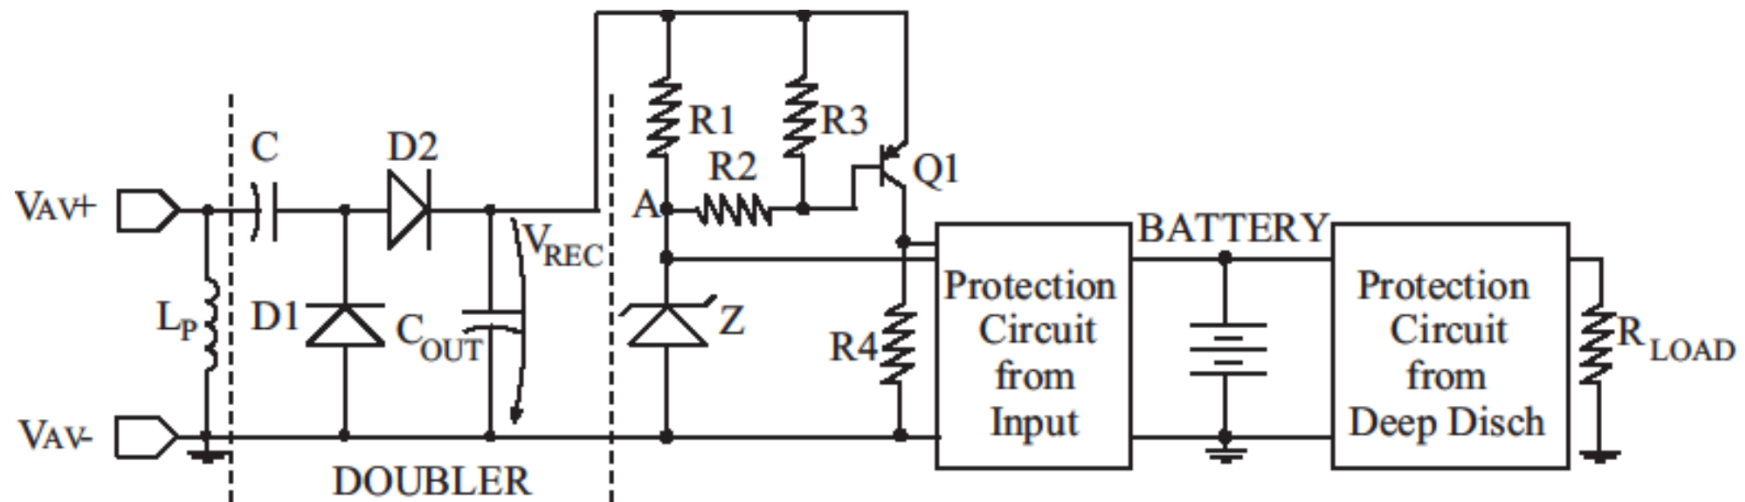 VAV+
C
D2
LP
D1
COUT
VREC
R1
R3
R2
A
Q1
Z
R4
BATTERY
Protection
Circuit
from
Input
Protection
Circuit
from
Deep Disch
RLOAD
VAV-
DOUBLER